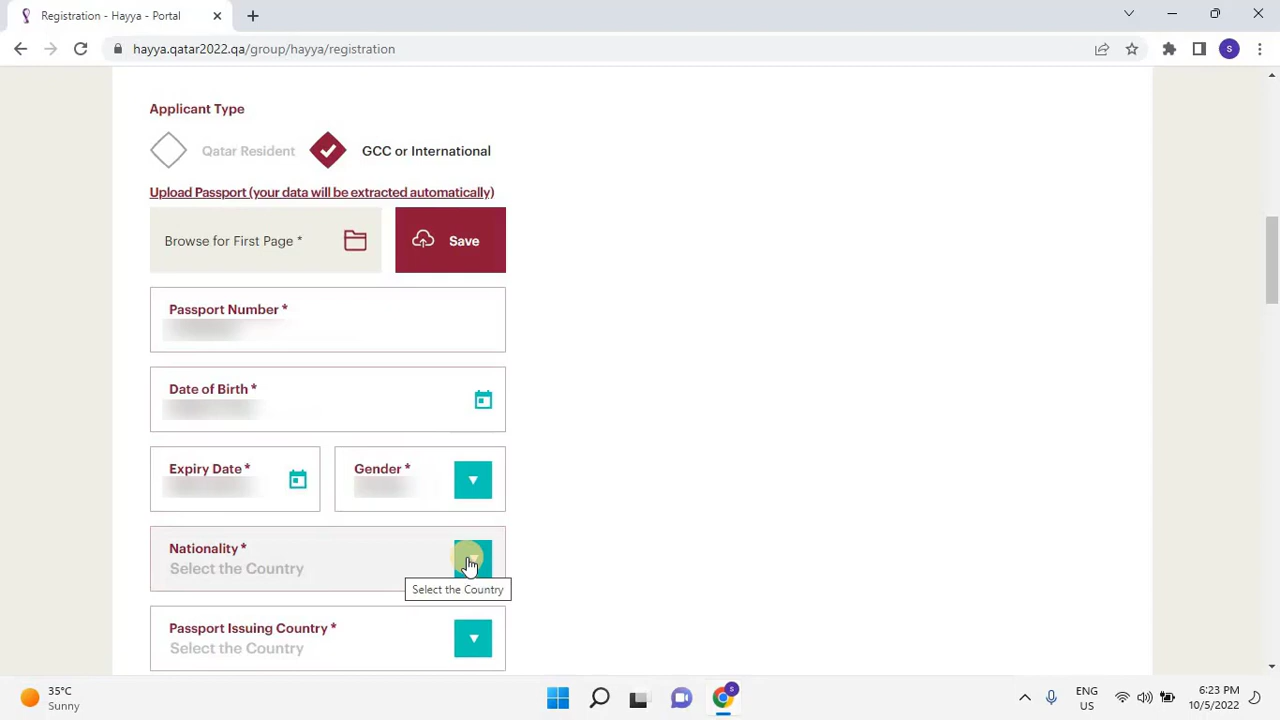 Registration - Hayya - Portal
hayya.qatar2022.qa/group/hayya/registration
S
Applicant Type
Qatar Resident
GCC or International
Upload Passport (your data will be extracted automatically)
Browse for First Page *
Save
Passport Number *
Date of Birth *
Expiry Date *
Gender *
Nationality *
Select the Country
Select the Country
Passport Issuing Country *
Select the Country
35°C
Sunny
S
ENG
US
6:23 PM
10/5/2022